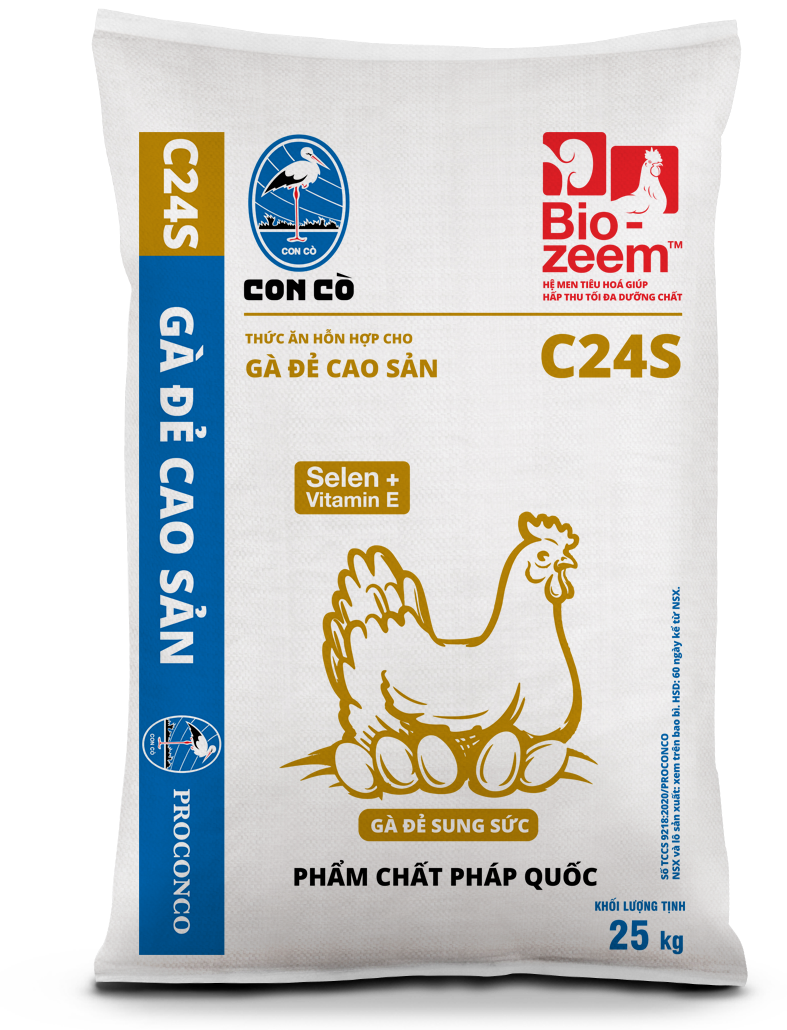 C24S
GÀ ĐẺ CAO SẢN
CON CÒ
PROCONCO
CON CÒ
CON CÒ
Bio-
zeem™
HỆ MEN TIÊU HOÁ GIÚP
HẤP THU TỐI ĐA DƯỠNG CHẤT
THỨC ĂN HỖN HỢP CHO
GÀ ĐẺ CAO SẢN
C24S
Selen +
Vitamin E
GÀ ĐẺ SUNG SỨC
PHẨM CHẤT PHÁP QUỐC
Số TCCS 9218:2020/PROCONCO
NSX và lô sản xuất: xem trên bao bì. HSD: 60 ngày kể từ NSX.
KHỐI LƯỢNG TỊNH
25 kg